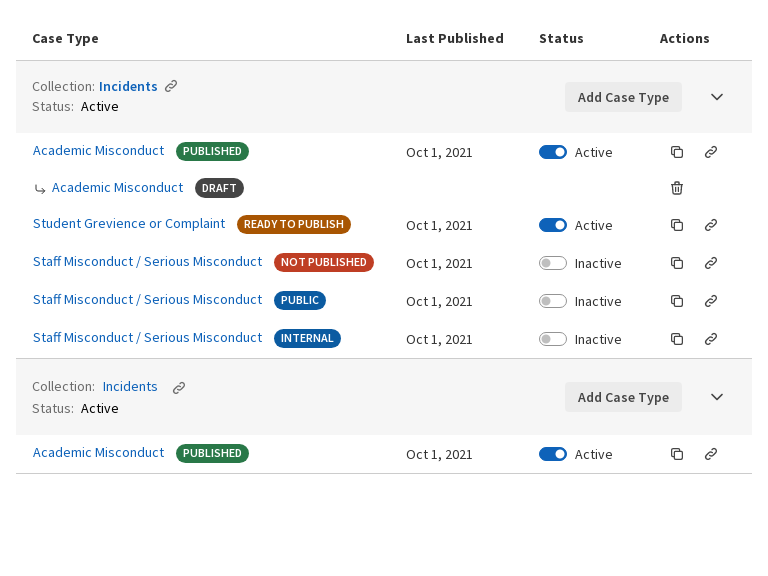 Case Type Last Published Status Actions
Collection: Incidents
Add Case Type
Status: Active
Academic Misconduct PUBLISHED Oct 1, 2021 Active
Academic Misconduct DRAFT
Student Grevience or Complaint READY TO PUBLISH Oct 1, 2021 Active
Staff Misconduct / Serious Misconduct NOT PUBLISHED Oct 1, 2021 Inactive
Staff Misconduct / Serious Misconduct PUBLIC Oct 1, 2021 Inactive
Staff Misconduct / Serious Misconduct INTERNAL Oct 1, 2021 Inactive
Collection: Incidents
Add Case Type
Status: Active
Academic Misconduct PUBLISHED Oct 1, 2021 Active